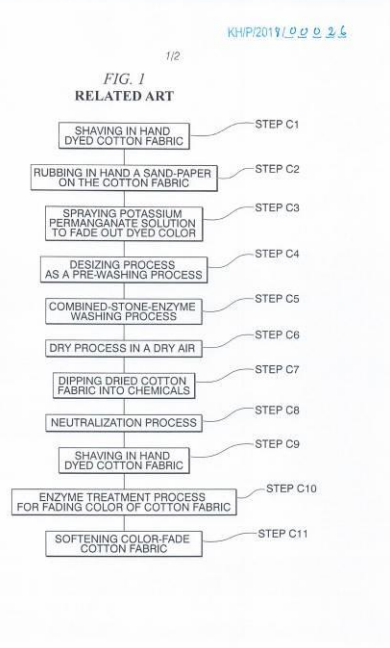 KH/P/2018/00026
1/2
FIG. 1
RELATED ART
SHAVING IN HAND
DYED COTTON FABRIC
STEP C1
RUBBING IN HAND A SAND-PAPER
ON THE COTTON FABRIC
STEP C2
SPRAYING POTASSIUM
PERMANGANATE SOLUTION
TO FADE OUT DYED COLOR
STEP C3
DESIZING PROCESS
AS A PRE-WASHING PROCESS
STEP C4
COMBINED-STONE-ENZYME
WASHING PROCESS
STEP C5
DRY PROCESS IN A DRY AIR
STEP C6
DIPPING DRIED COTTON
FABRIC INTO CHEMICALS
STEP C7
NEUTRALIZATION PROCESS
STEP C8
SHAVING IN HAND
DYED COTTON FABRIC
STEP C9
ENZYME TREATMENT PROCESS
FOR FADING COLOR OF COTTON FABRIC
STEP C10
SOFTENING COLOR-FADE
COTTON FABRIC
STEP C11